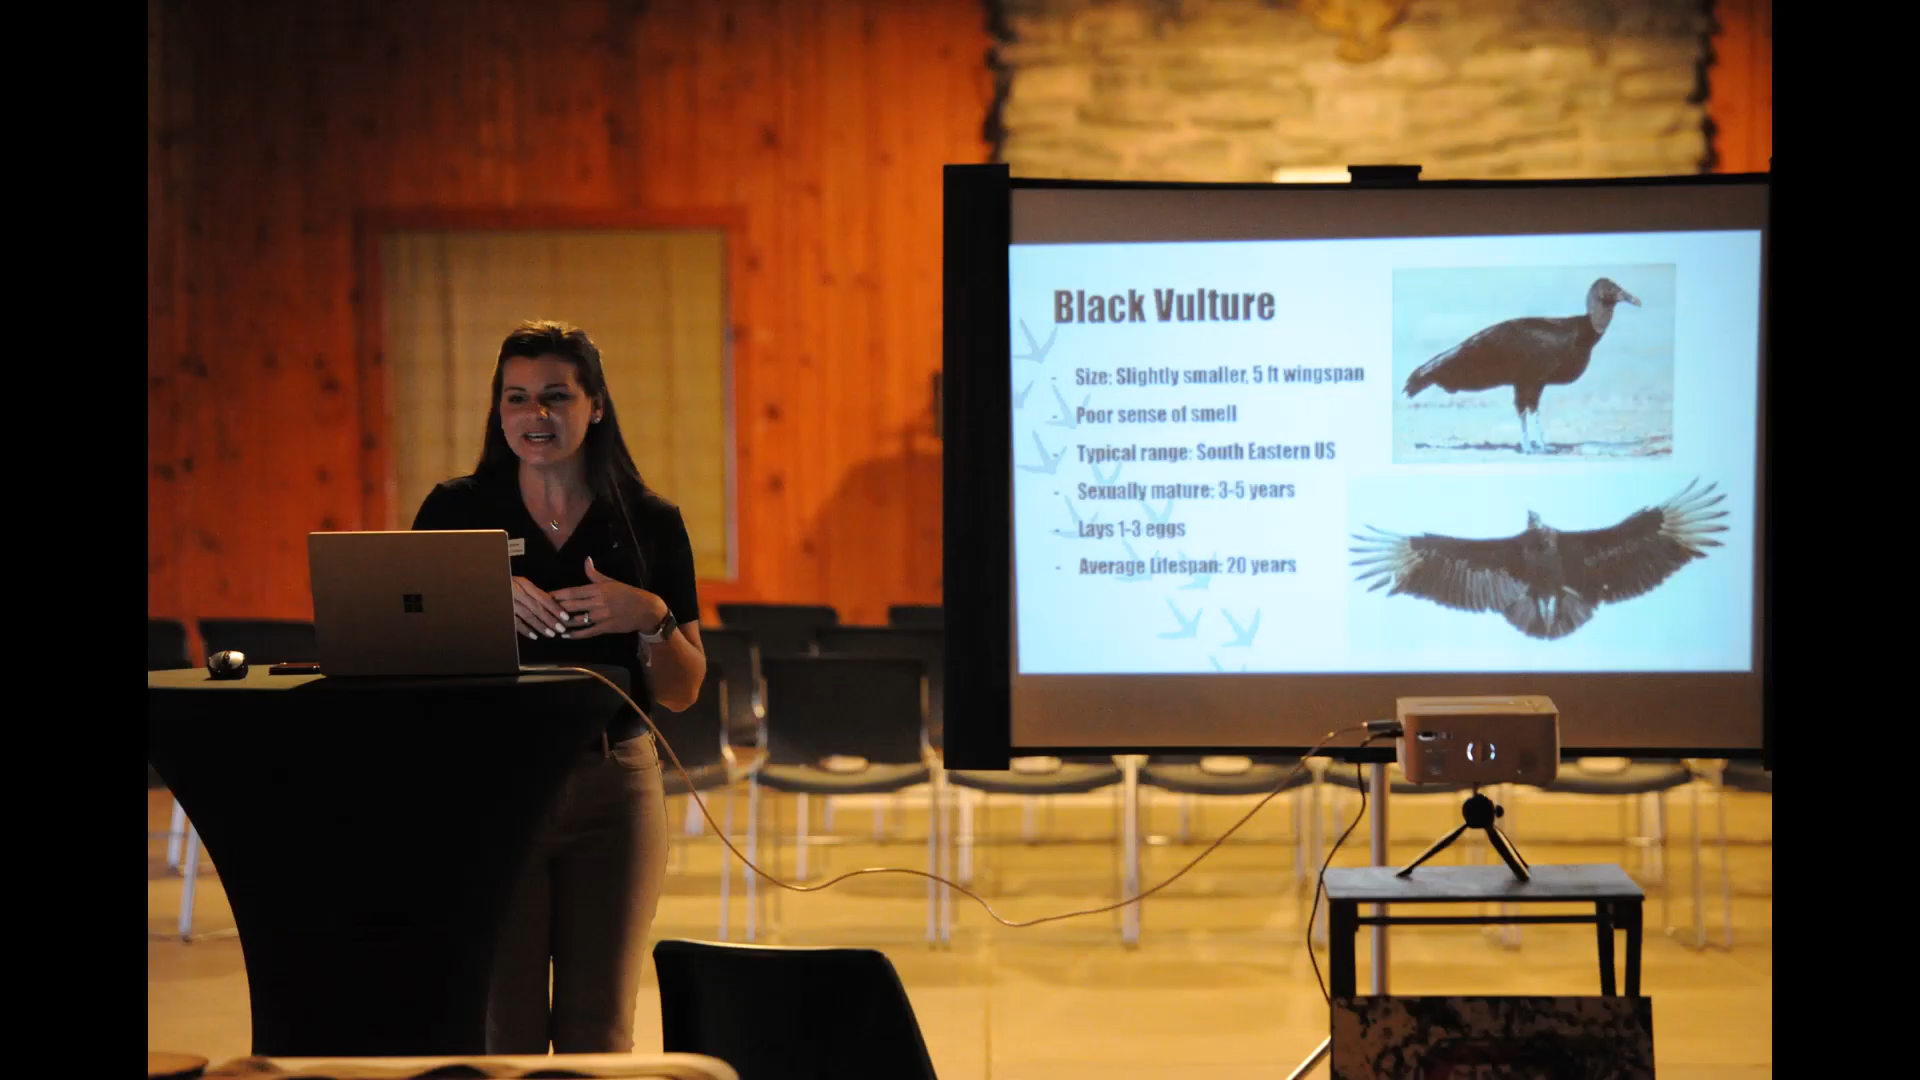 Black Vulture
- Size: Slightly smaller, 5 ft wingspan
- Poor sense of smell
- Typical range: South Eastern US
- Sexually mature: 3-5 years
- Lays 1-3 eggs
- Average Lifespan: 20 years